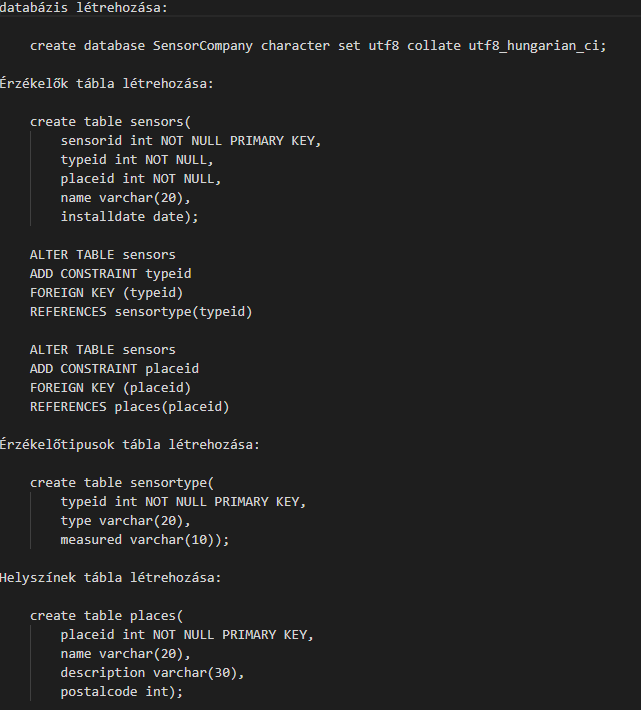 databázis létrehozása:
create database SensorCompany character set utf8 collate utf8_hungarian_ci;
Érzékelők tábla létrehozása:
create table sensors(
sensorid int NOT NULL PRIMARY KEY,
typeid int NOT NULL,
placeid int NOT NULL,
name varchar(20),
installdate date);
ALTER TABLE sensors
ADD CONSTRAINT typeid
FOREIGN KEY (typeid)
REFERENCES sensortype(typeid)
ALTER TABLE sensors
ADD CONSTRAINT placeid
FOREIGN KEY (placeid)
REFERENCES places(placeid)
Érzékelőtipusok tábla létrehozása:
create table sensortype(
typeid int NOT NULL PRIMARY KEY,
type varchar(20),
measured varchar(10));
Helyszínek tábla létrehozása:
create table places(
placeid int NOT NULL PRIMARY KEY,
name varchar(20),
description varchar(30),
postalcode int);